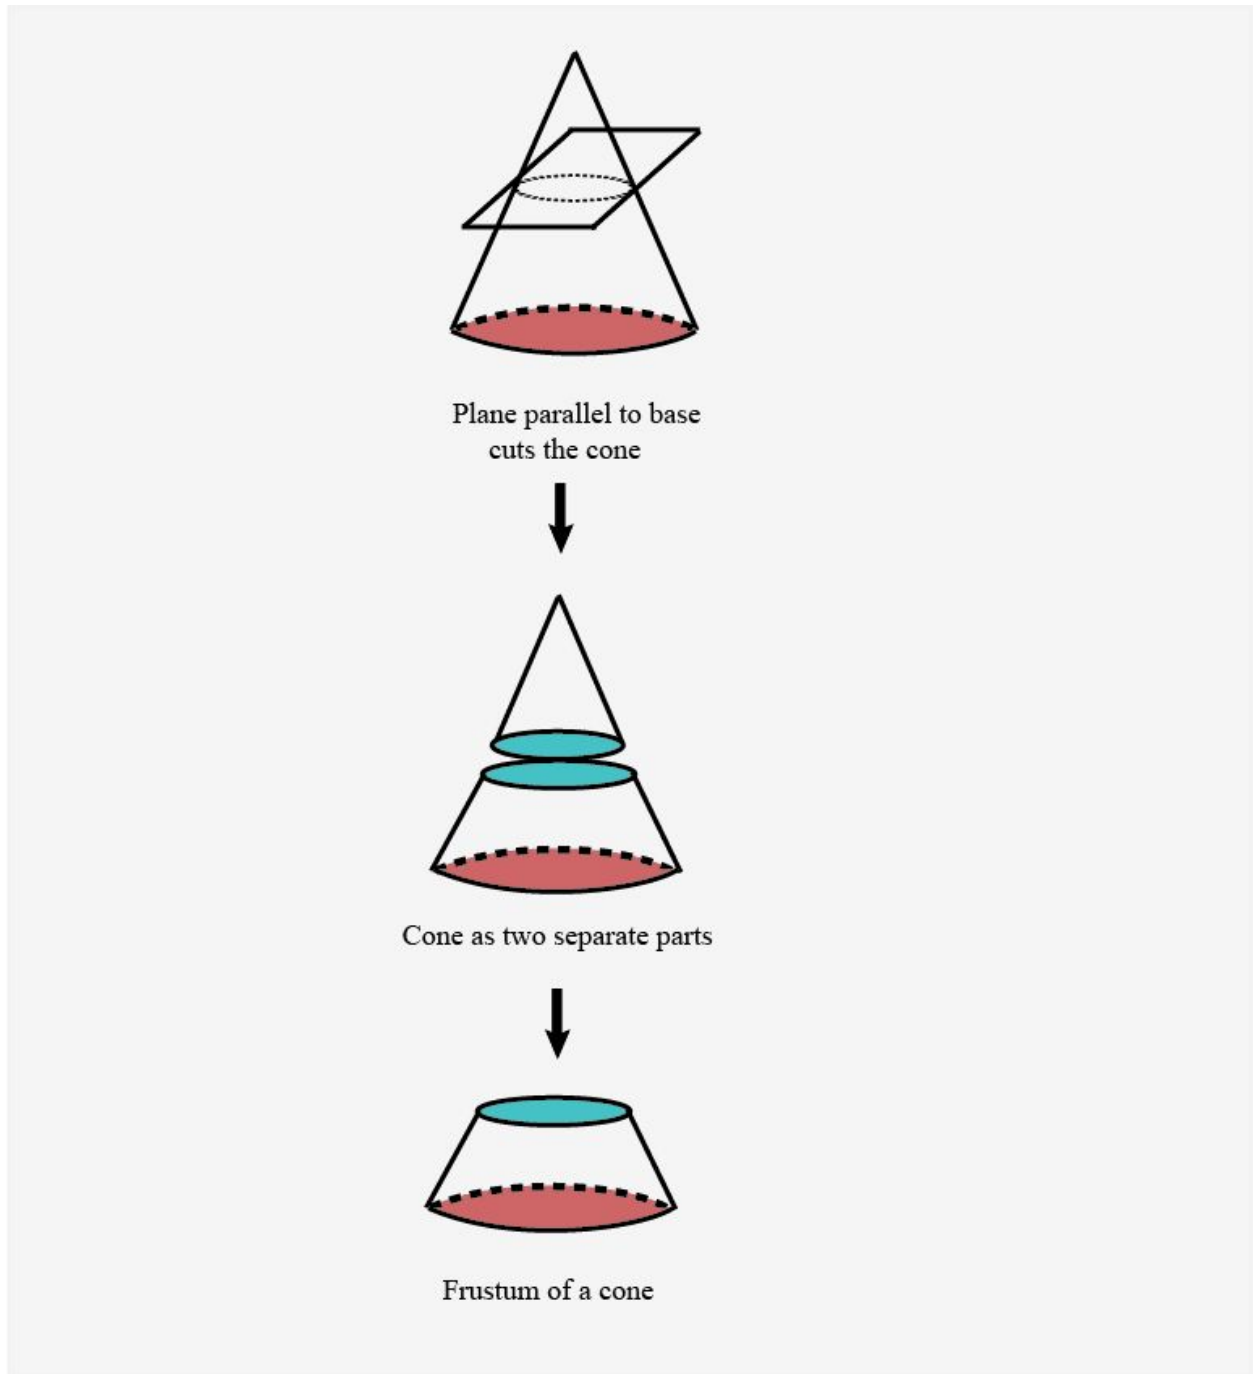 Plane parallel to base
cuts the cone
Cone as two separate parts
Frustum of a cone